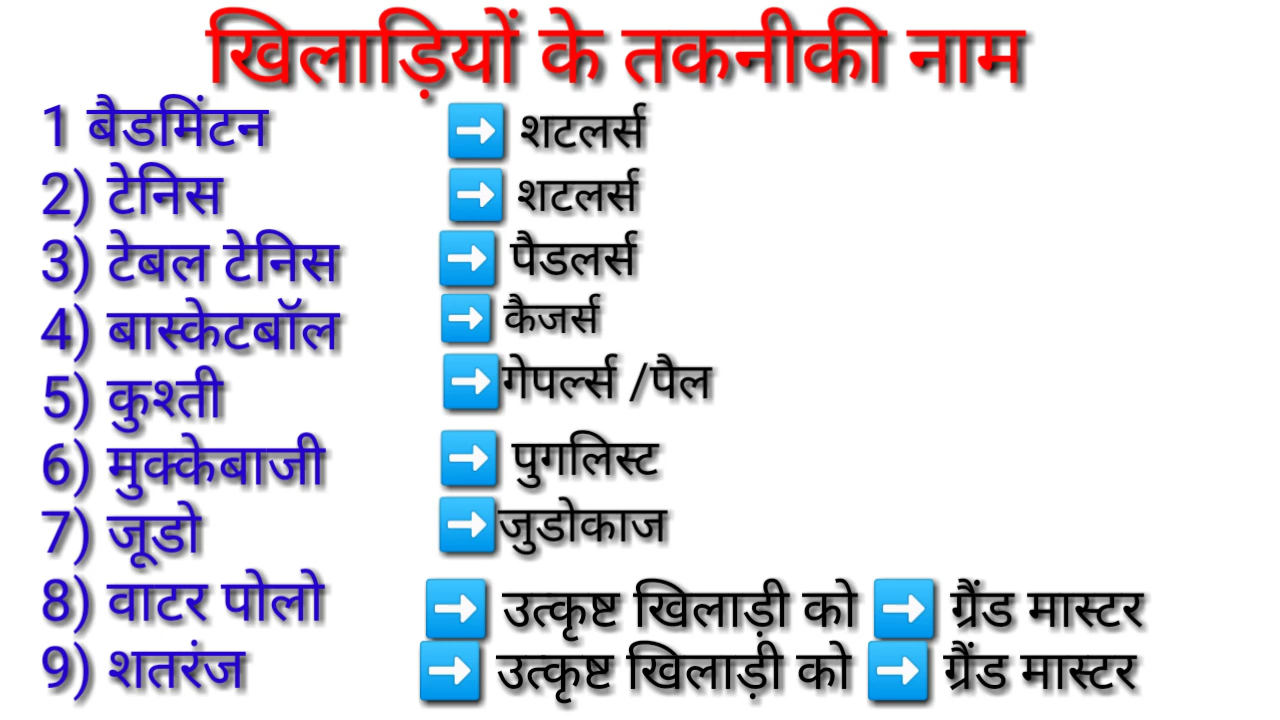 खिलाड़ियों के तकनीकी नाम
1 बैडमिंटन ➡️ शटलर्स
2) टेनिस ➡️ शटलर्स
3) टेबल टेनिस ➡️ पैडलर्स
4) बास्केटबॉल ➡️ कैजर्स
5) कुश्ती ➡️गेपर्ल्स /पैल
6) मुक्केबाजी ➡️ पुगलिस्ट
7) जूडो ➡️जुडोकाज
8) वाटर पोलो ➡️ उत्कृष्ट खिलाड़ी को ➡️ ग्रैंड मास्टर
9) शतरंज ➡️ उत्कृष्ट खिलाड़ी को ➡️ ग्रैंड मास्टर